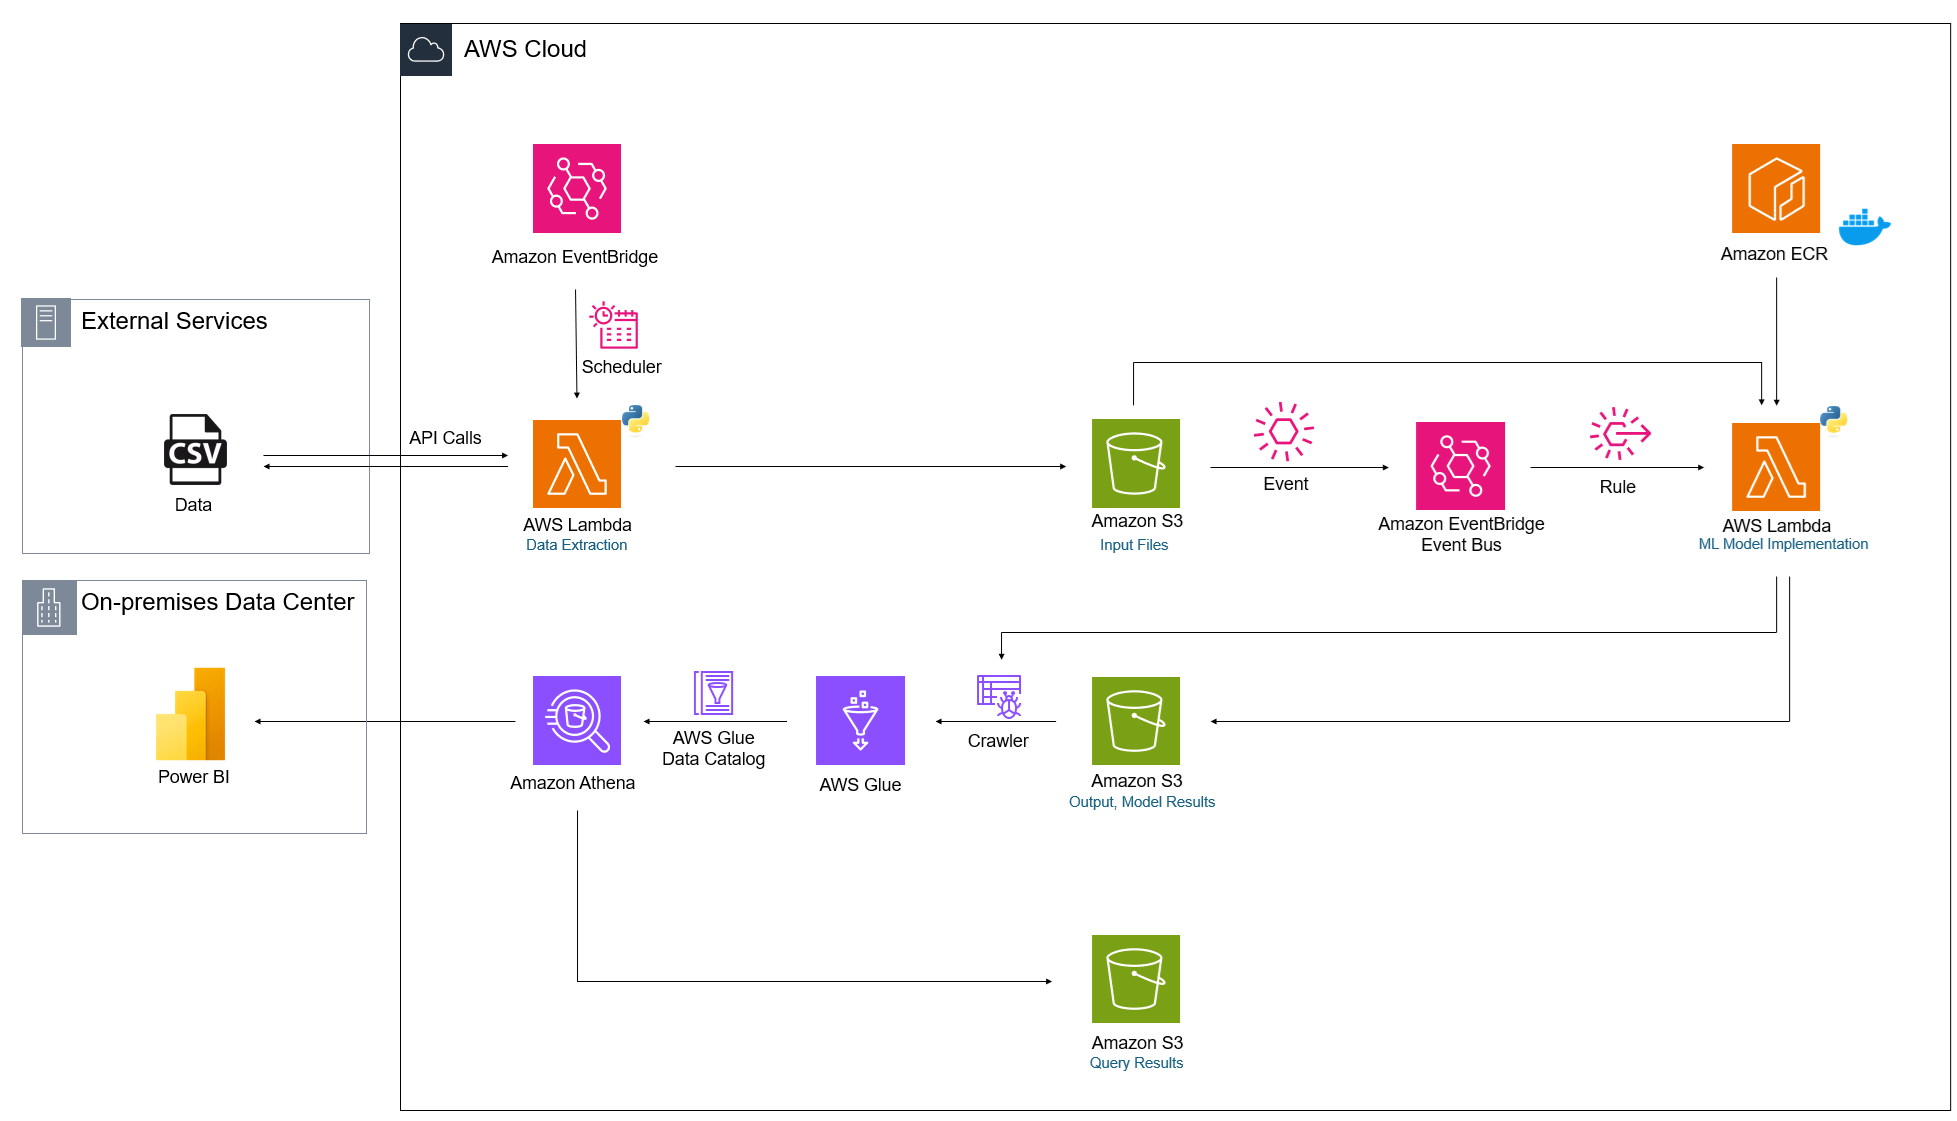 AWS Cloud
Amazon EventBridge
Amazon ECR
External Services
Scheduler
CSV
Data
API Calls
AWS Lambda
Data Extraction
Amazon S3
Input Files
Event
Amazon EventBridge
Event Bus
Rule
AWS Lambda
ML Model Implementation
On-premises Data Center
Power BI
Amazon Athena
AWS Glue
Data Catalog
AWS Glue
Crawler
Amazon S3
Output, Model Results
Amazon S3
Query Results